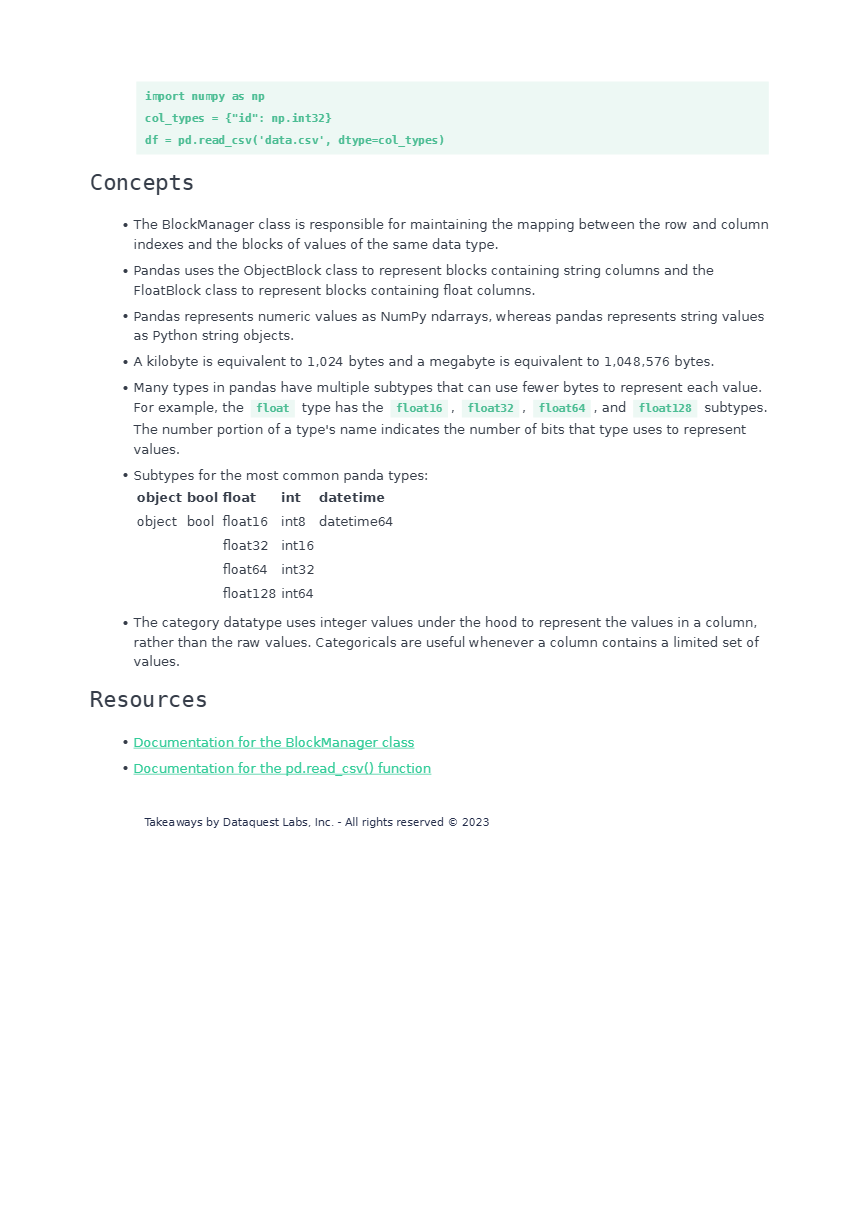 import numpy as np
col_types = {"id": np.int32}
df = pd.read_csv('data.csv', dtype=col_types)
Concepts
• The BlockManager class is responsible for maintaining the mapping between the row and column
indexes and the blocks of values of the same data type.
• Pandas uses the ObjectBlock class to represent blocks containing string columns and the
FloatBlock class to represent blocks containing float columns.
• Pandas represents numeric values as NumPy ndarrays, whereas pandas represents string values
as Python string objects.
• A kilobyte is equivalent to 1,024 bytes and a megabyte is equivalent to 1,048,576 bytes.
• Many types in pandas have multiple subtypes that can use fewer bytes to represent each value.
For example, the float type has the float16 , float32 , float64 , and float128 subtypes.
The number portion of a type's name indicates the number of bits that type uses to represent
values.
• Subtypes for the most common panda types:
object bool float int datetime
object bool float16 int8 datetime64
float32 int16
float64 int32
float128 int64
• The category datatype uses integer values under the hood to represent the values in a column,
rather than the raw values. Categoricals are useful whenever a column contains a limited set of
values.
Resources
• Documentation for the BlockManager class
• Documentation for the pd.read_csv() function
Takeaways by Dataquest Labs, Inc. - All rights reserved © 2023